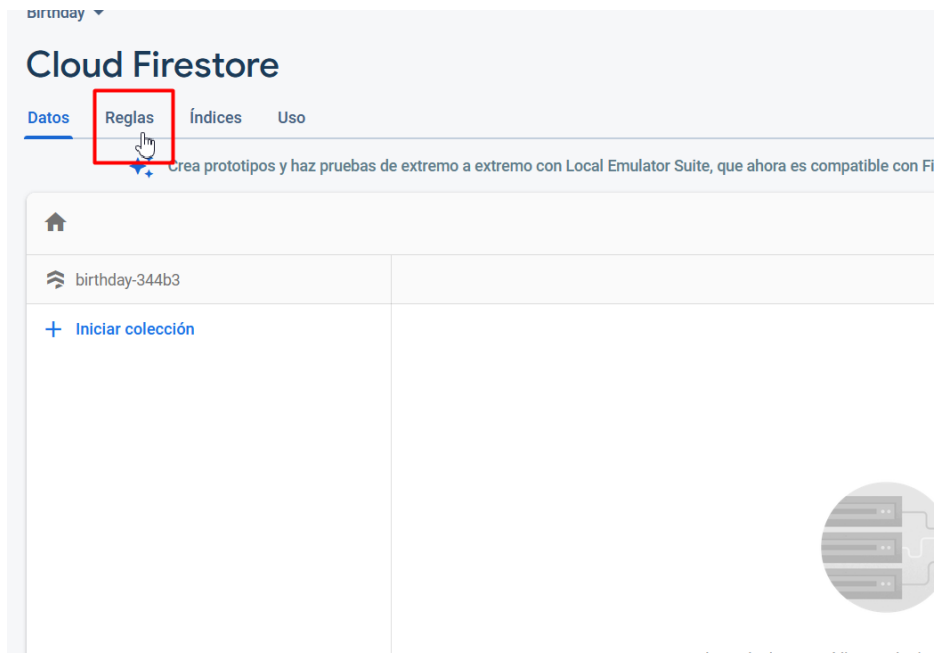 Birthday
Cloud Firestore
Datos Reglas Índices Uso
Crea prototipos y haz pruebas de extremo a extremo con Local Emulator Suite, que ahora es compatible con Fi
birthday-344b3
+ Iniciar colección